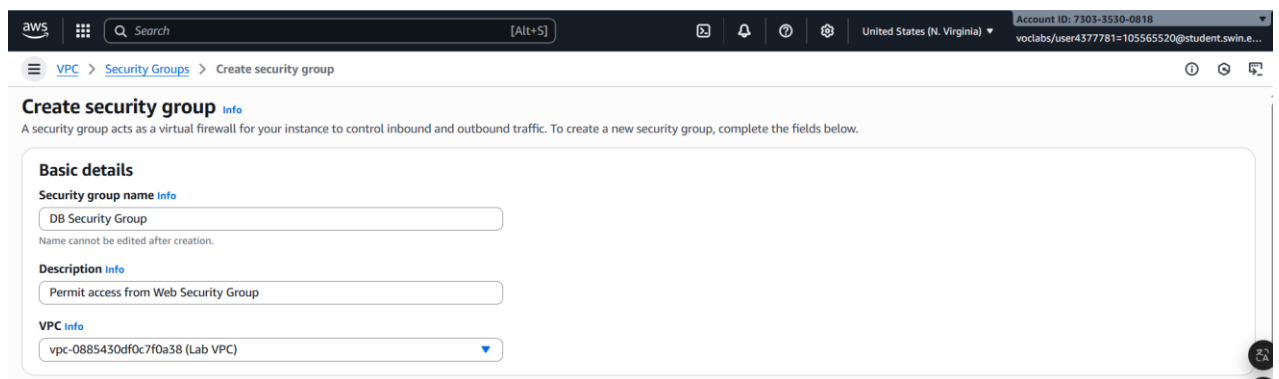 aws Search [Alt+S] United States (N. Virginia) Account ID: 7303-3530-0818
voclabs/user4377781=105565520@student.swin.e...
VPC > Security Groups > Create security group
Create security group Info
A security group acts as a virtual firewall for your instance to control inbound and outbound traffic. To create a new security group, complete the fields below.
Basic details
Security group name Info
DB Security Group
Name cannot be edited after creation.
Description Info
Permit access from Web Security Group
VPC Info
vpc-0885430df0c7f0a38 (Lab VPC)